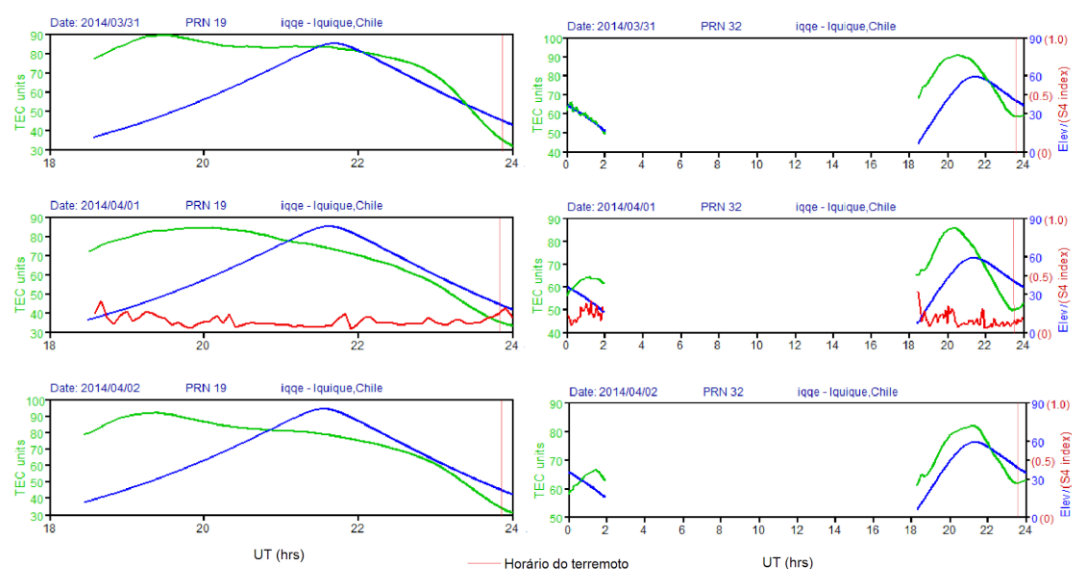 Date: 2014/03/31 PRN 19 iqqe - Iquique,Chile
TEC units
90
80
70
60
50
40
30
18 20 22 24
Date: 2014/03/31 PRN 32 iqqe - Iquique,Chile
TEC units
100
90
80
70
60
50
40
0 2 4 6 8 10 12 14 16 18 20 22 24
90 (1.0)
60
(0.5)
30
0 (0)
Elev/(S4 index)
Date: 2014/04/01 PRN 19 iqqe - Iquique,Chile
TEC units
90
80
70
60
50
40
30
18 20 22 24
Date: 2014/04/01 PRN 32 iqqe - Iquique,Chile
TEC units
90
80
70
60
50
40
0 2 4 6 8 10 12 14 16 18 20 22 24
90 (1.0)
60
(0.5)
30
0 (0)
Elev/(S4 index)
Date: 2014/04/02 PRN 19 iqqe - Iquique,Chile
TEC units
100
90
80
70
60
50
40
30
18 20 22 24
Date: 2014/04/02 PRN 32 iqqe - Iquique,Chile
TEC units
90
80
70
60
50
0 2 4 6 8 10 12 14 16 18 20 22 24
90 (1.0)
60
(0.5)
30
0 (0)
Elev/(S4 index)
UT (hrs)
Horário do terremoto
UT (hrs)